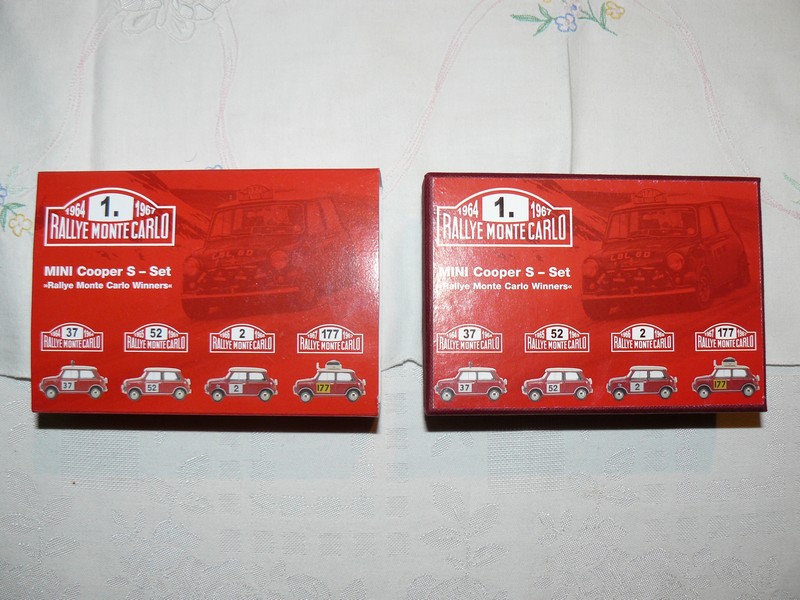 1964 1. 1967
RALLYE MONTE CARLO
MINI Cooper S – Set
»Rallye Monte Carlo Winners«
37
RALLYE MONTE CARLO
52
RALLYE MONTE CARLO
2
RALLYE MONTE CARLO
177
RALLYE MONTE CARLO
37
52
2
177
1964 1. 1967
RALLYE MONTE CARLO
LBL 6D
MINI Cooper S – Set
»Rallye Monte Carlo Winners«
37
RALLYE MONTE CARLO
52
RALLYE MONTE CARLO
2
RALLYE MONTE CARLO
177
RALLYE MONTE CARLO
37
52
2
177